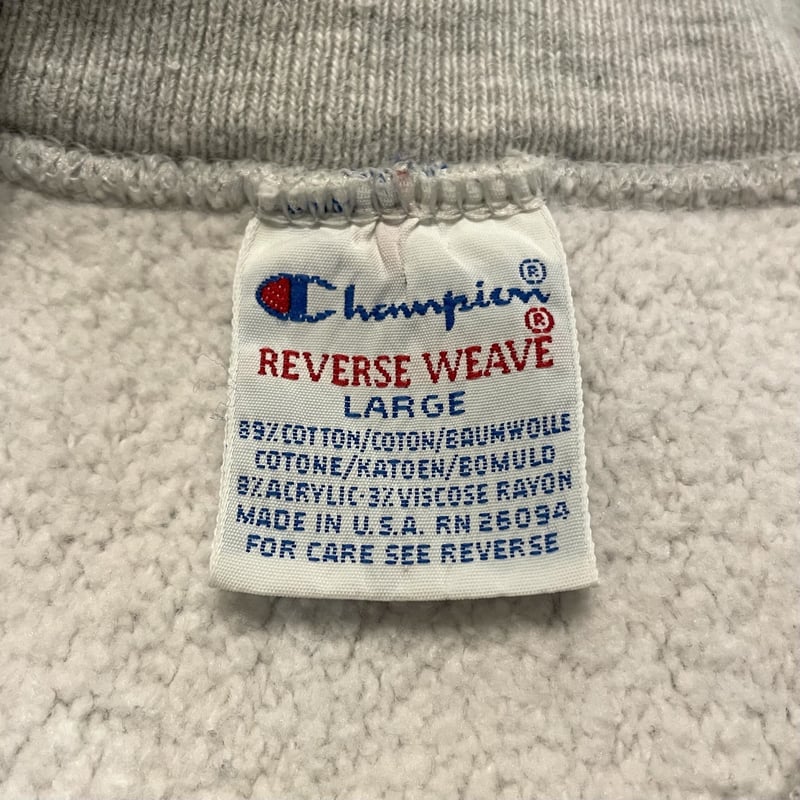 Champion®
REVERSE WEAVE®
LARGE
89% COTTON/COTON/BAUMWOLLE
COTONE/KATOEN/BOMULD
8% ACRYLIC-3% VISCOSE RAYON
MADE IN U.S.A. RN 26094
FOR CARE SEE REVERSE